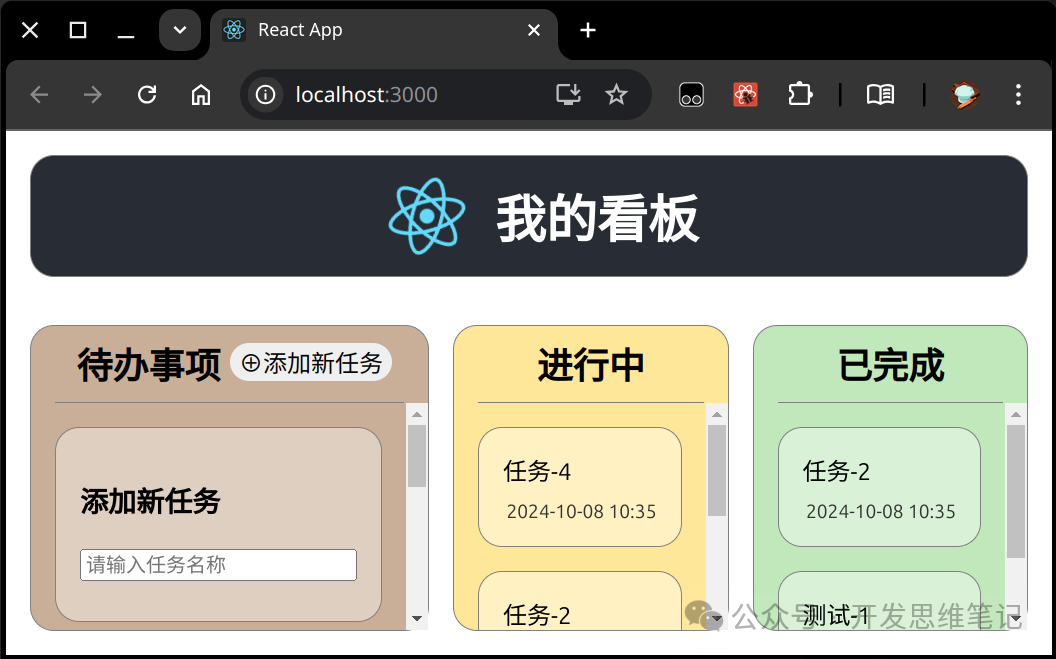 React App
localhost:3000
我的看板
待办事项 ⊕添加新任务
添加新任务
请输入任务名称
进行中
任务-4
2024-10-08 10:35
任务-2
已完成
任务-2
2024-10-08 10:35
测试-1
公众号 · 开发思维笔记